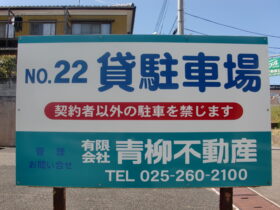 NO.22 貸駐車場
契約者以外の駐車を禁じます
管理
お問い合せ
有限会社 青柳不動産
TEL 025-260-2100